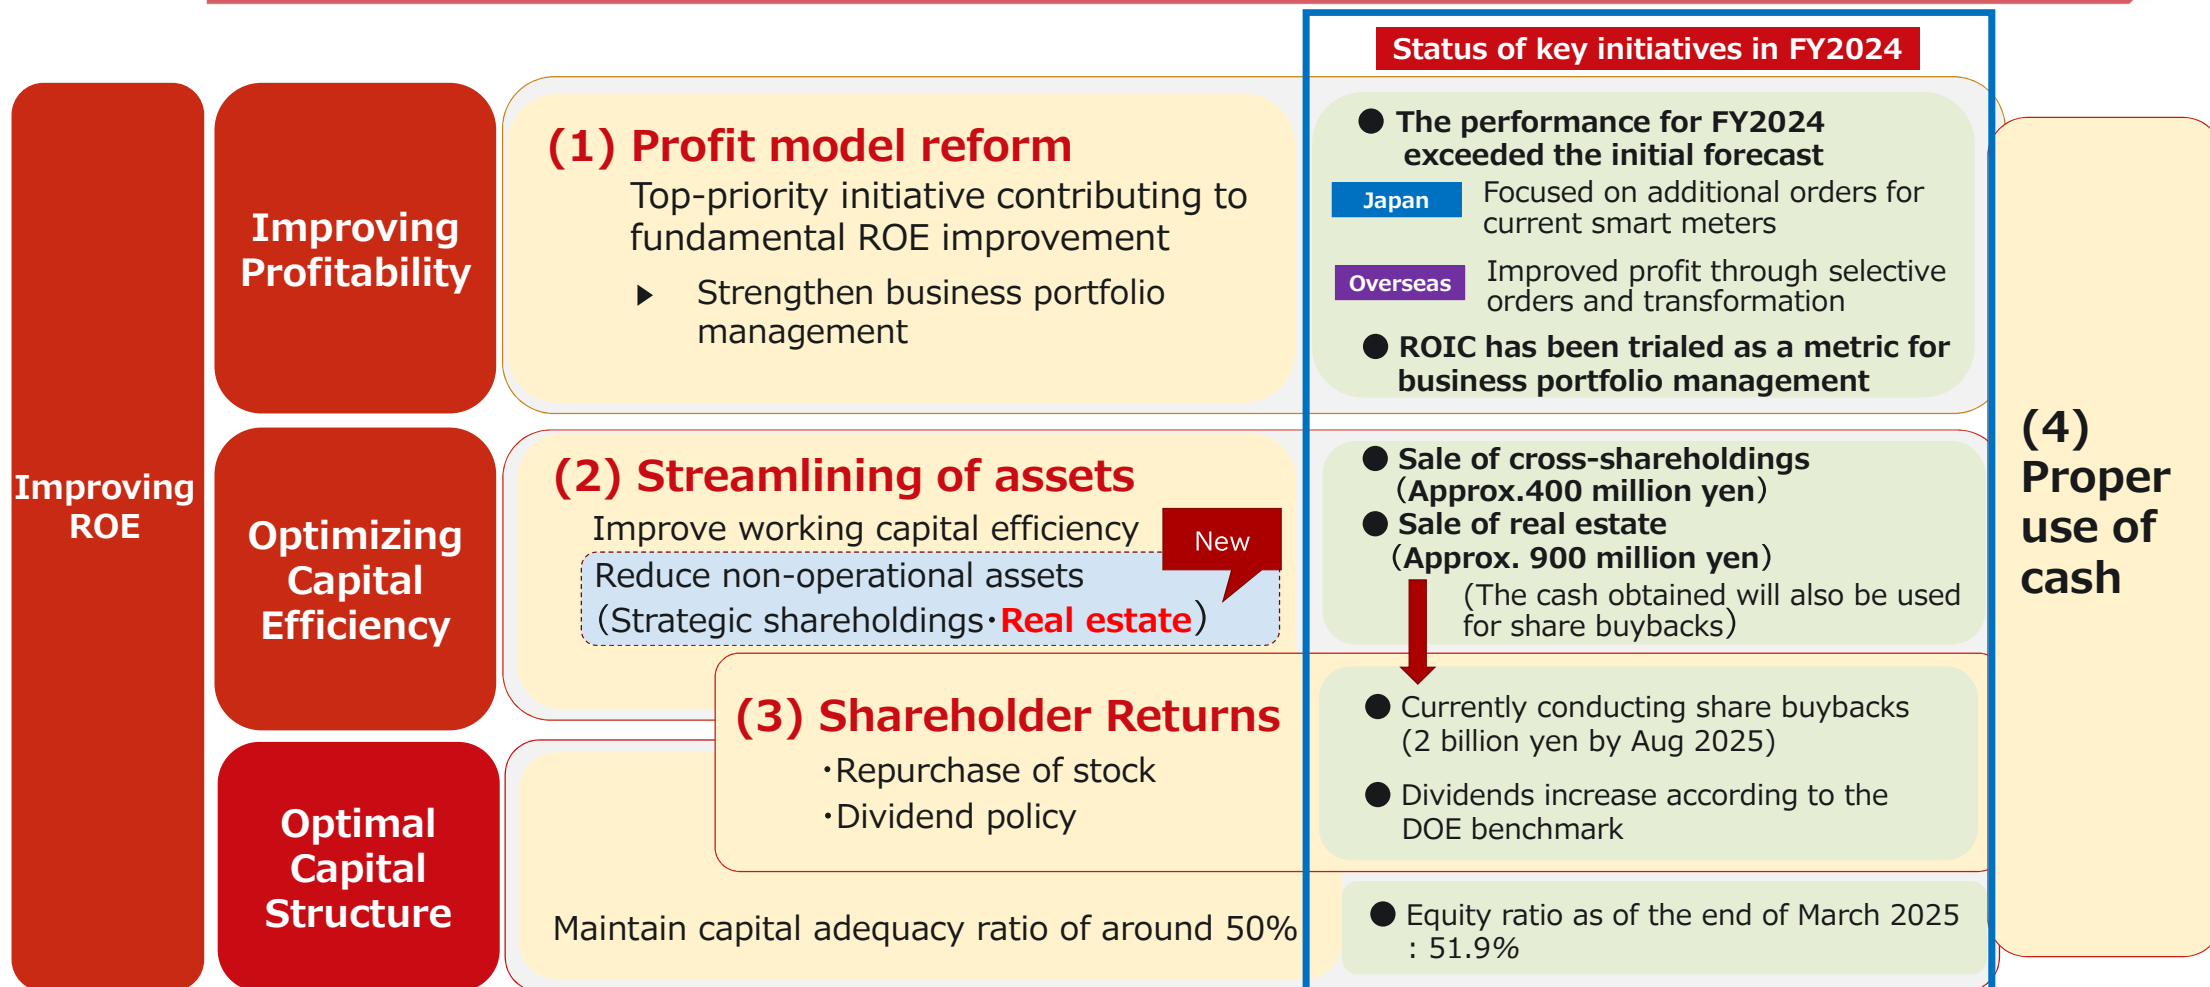 Status of key initiatives in FY2024
Improving
ROE
Improving
Profitability
(1) Profit model reform
Top-priority initiative contributing to
fundamental ROE improvement
▶ Strengthen business portfolio
management
● The performance for FY2024
exceeded the initial forecast
Japan
Focused on additional orders for
current smart meters
Overseas
Improved profit through selective
orders and transformation
● ROIC has been trialed as a metric for
business portfolio management
Optimizing
Capital
Efficiency
(2) Streamlining of assets
Improve working capital efficiency
New
Reduce non-operational assets
(Strategic shareholdings・Real estate)
● Sale of cross-shareholdings
(Approx.400 million yen)
● Sale of real estate
(Approx. 900 million yen)
(The cash obtained will also be used
for share buybacks)
(3) Shareholder Returns
・Repurchase of stock
・Dividend policy
● Currently conducting share buybacks
(2 billion yen by Aug 2025)
● Dividends increase according to the
DOE benchmark
Optimal
Capital
Structure
Maintain capital adequacy ratio of around 50%
● Equity ratio as of the end of March 2025
: 51.9%
(4)
Proper
use of
cash